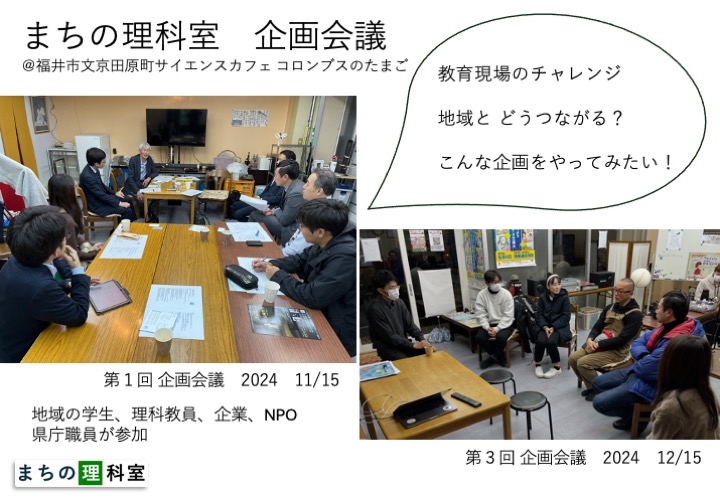 まちの理科室　企画会議
@福井市文京田原町サイエンスカフェ コロンブスのたまご
教育現場のチャレンジ
地域と どうつながる？
こんな企画をやってみたい！
第１回 企画会議　2024　11/15
地域の学生、理科教員、企業、NPO
県庁職員が参加
まちの理科室
第３回 企画会議　2024　12/15